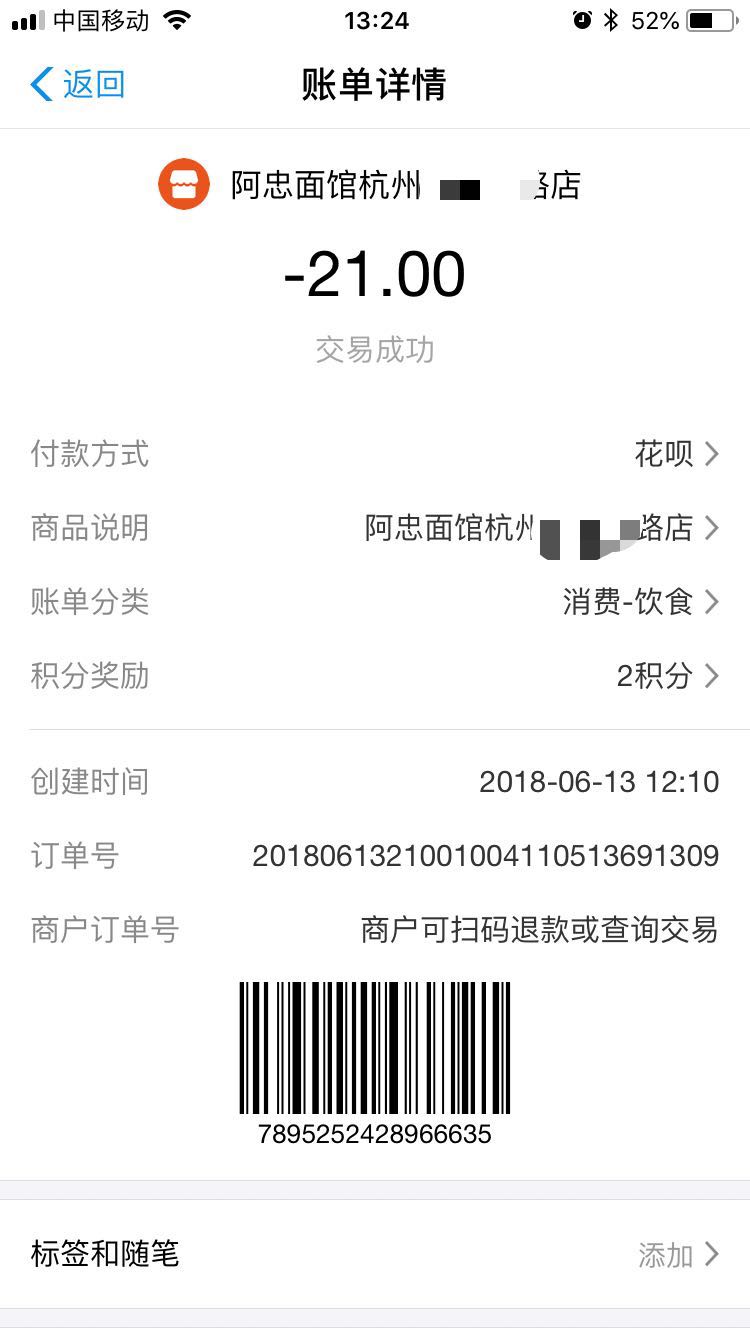 中国移动 13:24 52%
返回 账单详情
阿忠面馆杭州 店
-21.00
交易成功
付款方式 花呗
商品说明 阿忠面馆杭州 路店
账单分类 消费-饮食
积分奖励 2积分
创建时间 2018-06-13 12:10
订单号 2018061321001004110513691309
商户订单号 商户可扫码退款或查询交易
7895252428966635
标签和随笔 添加